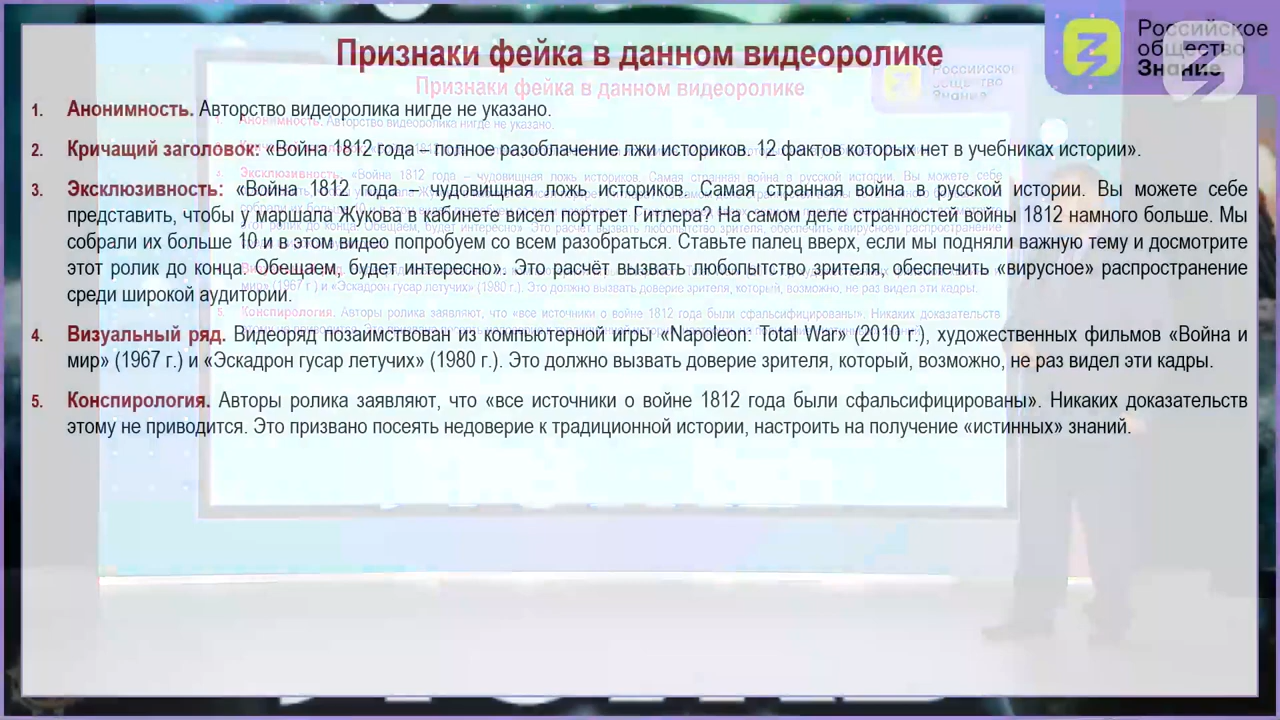 Признаки фейка в данном видеоролике
Российское
общество
Знание
1. Анонимность. Авторство видеоролика нигде не указано.
2. Кричащий заголовок: «Война 1812 года – полное разоблачение лжи историков. 12 фактов которых нет в учебниках истории».
3. Эксклюзивность: «Война 1812 года – чудовищная ложь историков. Самая странная война в русской истории. Вы можете себе
представить, чтобы у маршала Жукова в кабинете висел портрет Гитлера? На самом деле странностей войны 1812 намного больше. Мы
собрали их больше 10 и в этом видео попробуем со всем разобраться. Ставьте палец вверх, если мы подняли важную тему и досмотрите
этот ролик до конца. Обещаем, будет интересно». Это расчёт вызвать любопытство зрителя, обеспечить «вирусное» распространение
среди широкой аудитории.
4. Визуальный ряд. Видеоряд позаимствован из компьютерной игры «Napoleon: Total War» (2010 г.), художественных фильмов «Война и
мир» (1967 г.) и «Эскадрон гусар летучих» (1980 г.). Это должно вызвать доверие зрителя, который, возможно, не раз видел эти кадры.
5. Конспирология. Авторы ролика заявляют, что «все источники о войне 1812 года были сфальсифицированы». Никаких доказательств
этому не приводится. Это призвано посеять недоверие к традиционной истории, настроить на получение «истинных» знаний.